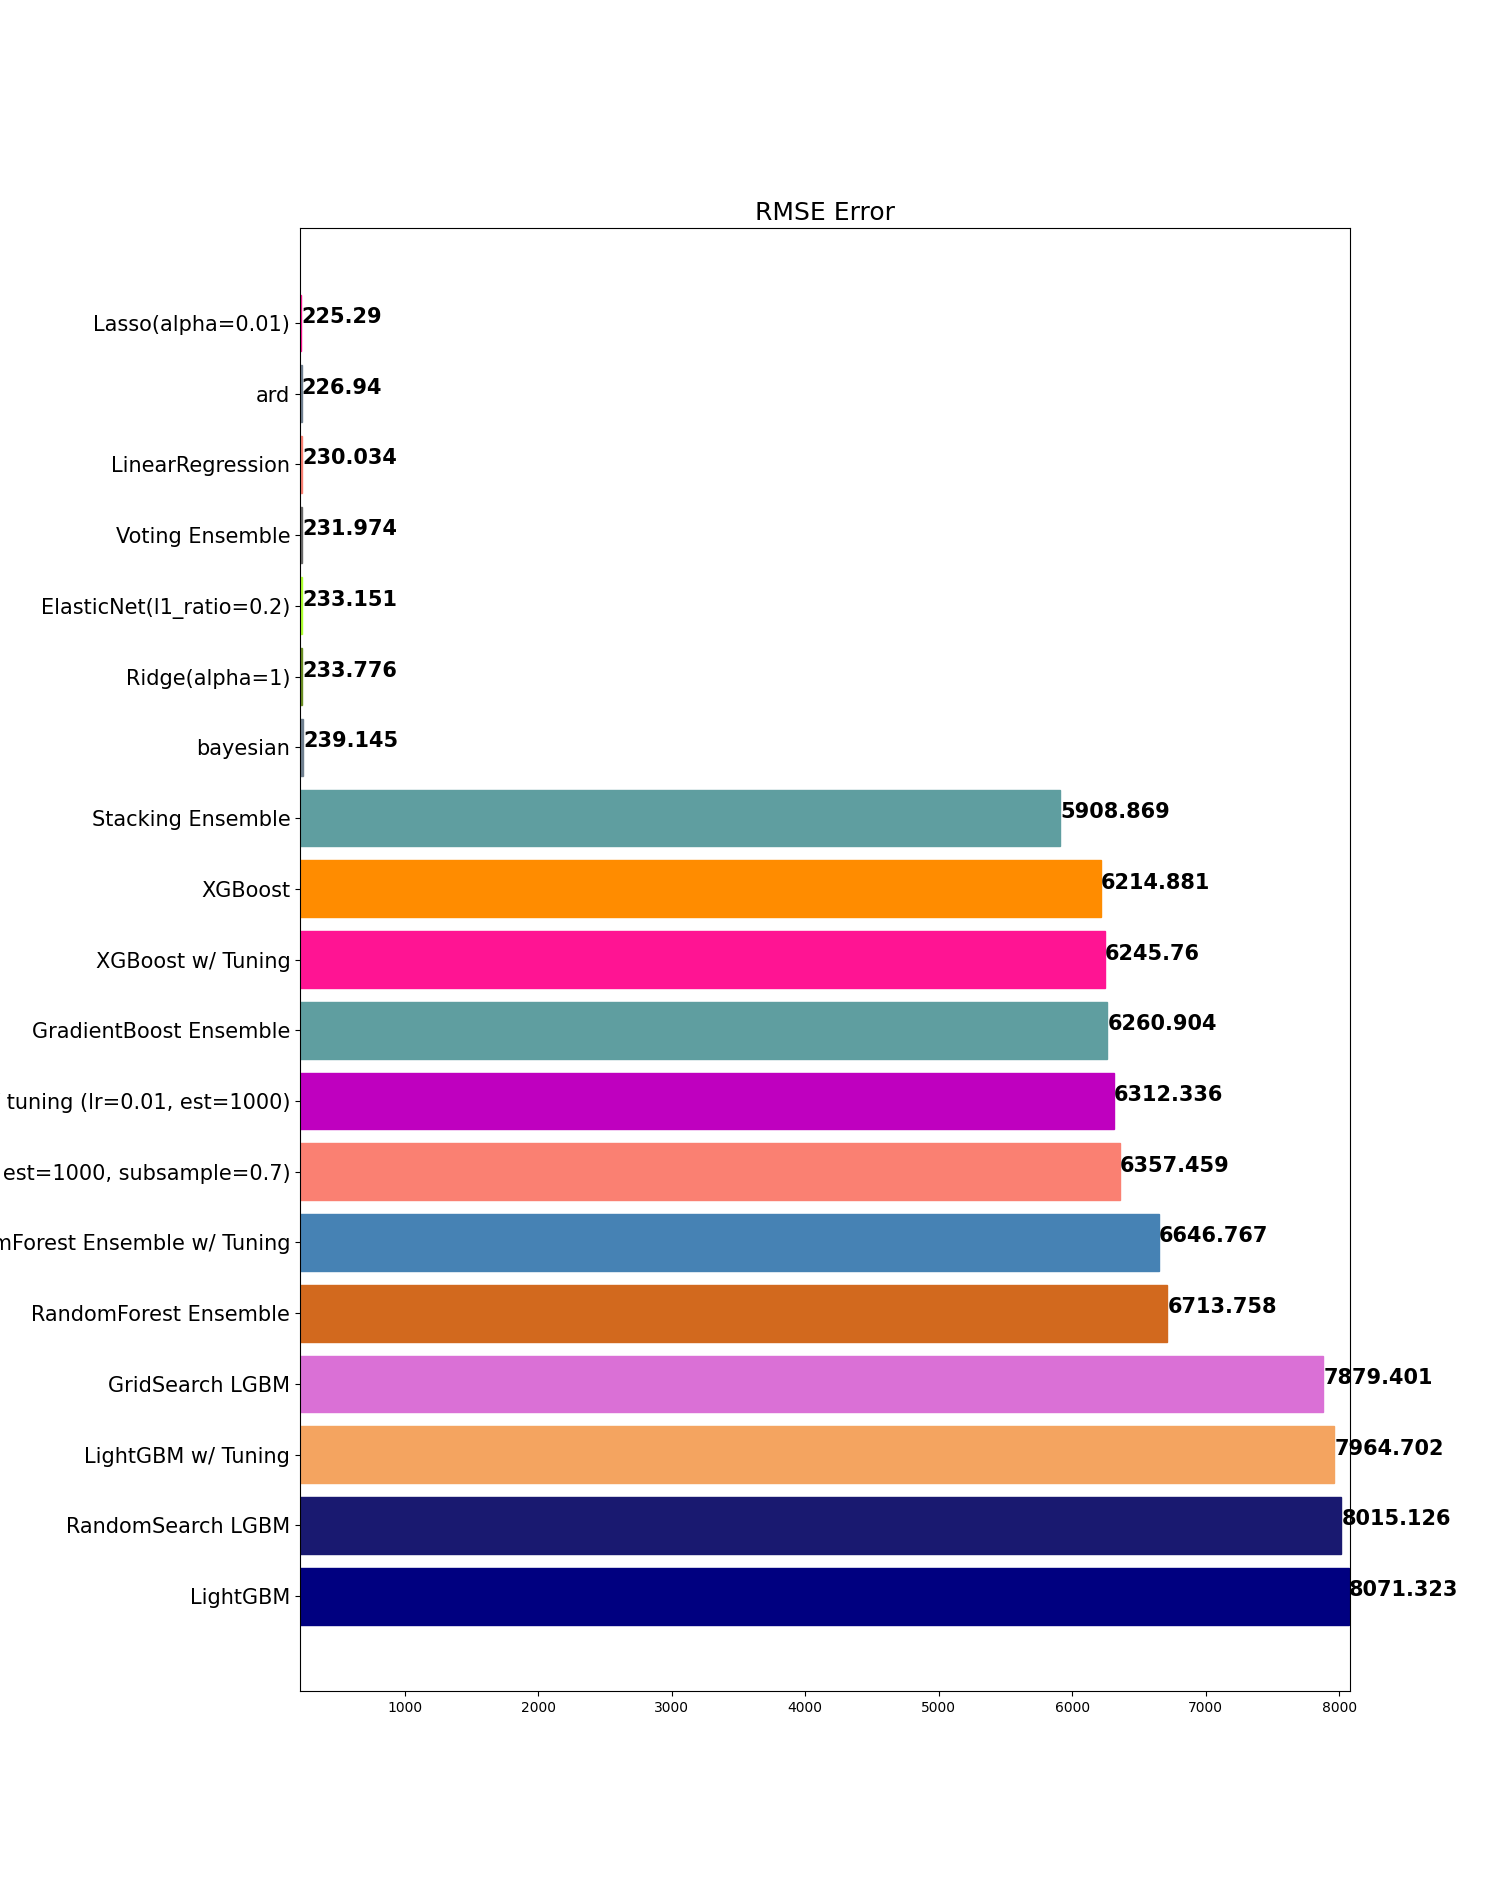 RMSE Error
Lasso(alpha=0.01) 225.29
ard 226.94
LinearRegression 230.034
Voting Ensemble 231.974
ElasticNet(l1_ratio=0.2) 233.151
Ridge(alpha=1) 233.776
bayesian 239.145
Stacking Ensemble 5908.869
XGBoost 6214.881
XGBoost w/ Tuning 6245.76
GradientBoost Ensemble 6260.904
tuning (lr=0.01, est=1000) 6312.336
est=1000, subsample=0.7) 6357.459
mForest Ensemble w/ Tuning 6646.767
RandomForest Ensemble 6713.758
GridSearch LGBM 7879.401
LightGBM w/ Tuning 7964.702
RandomSearch LGBM 8015.126
LightGBM 8071.323
1000 2000 3000 4000 5000 6000 7000 8000